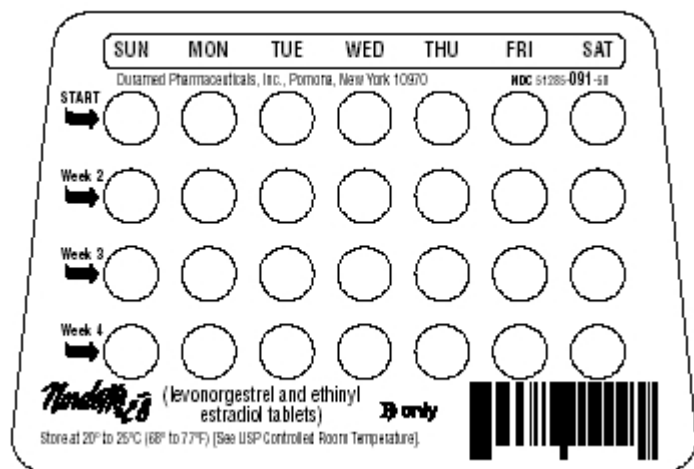 SUN MON TUE WED THU FRI SAT
Duramed Pharmaceuticals, Inc., Pomona, New York 10970 NDC 51285-091-58
START
Week 2
Week 3
Week 4
Nordette 28 (levonorgestrel and ethinyl
estradiol tablets) ℞ only
Store at 20° to 25°C (68° to 77°F) [See USP Controlled Room Temperature].